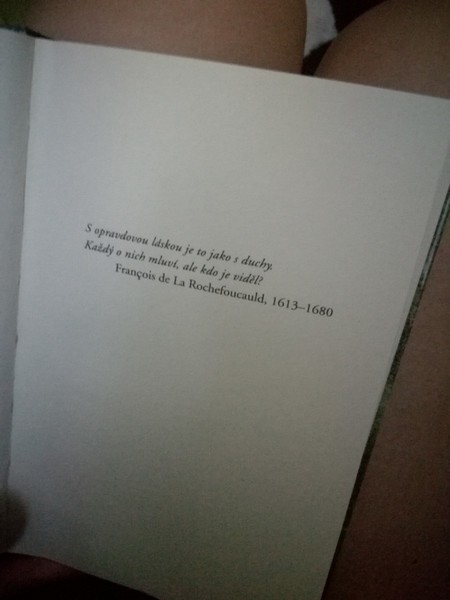 S opravdovou láskou je to jako s duchy.
Každý o nich mluví, ale kdo je viděl?
François de La Rochefoucauld, 1613–1680